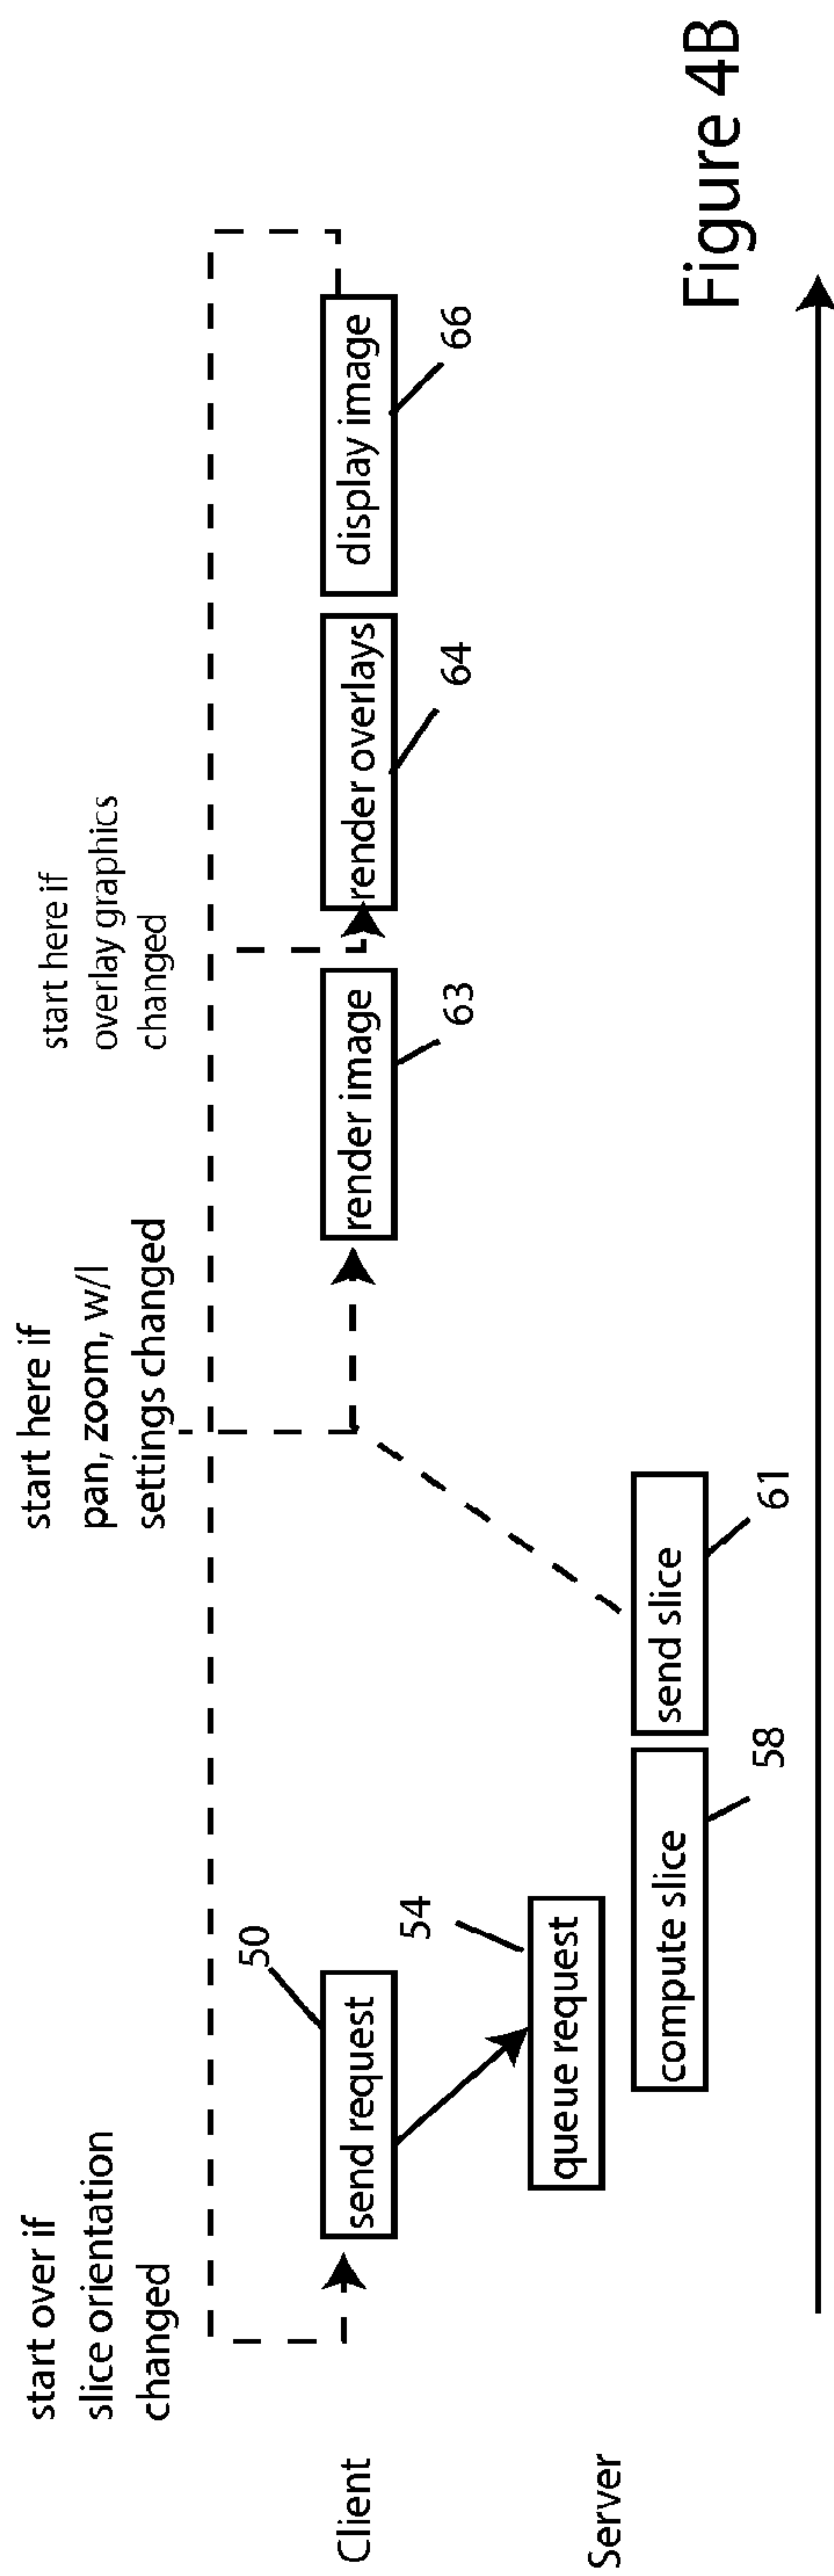 start over if
slice orientation
changed
start here if
pan, zoom, w/l
settings changed
start here if
overlay graphics
changed
Client
50
send request
render image
63
render overlays
64
display image
66
Server
54
queue request
compute slice
58
send slice
61
Figure 4B